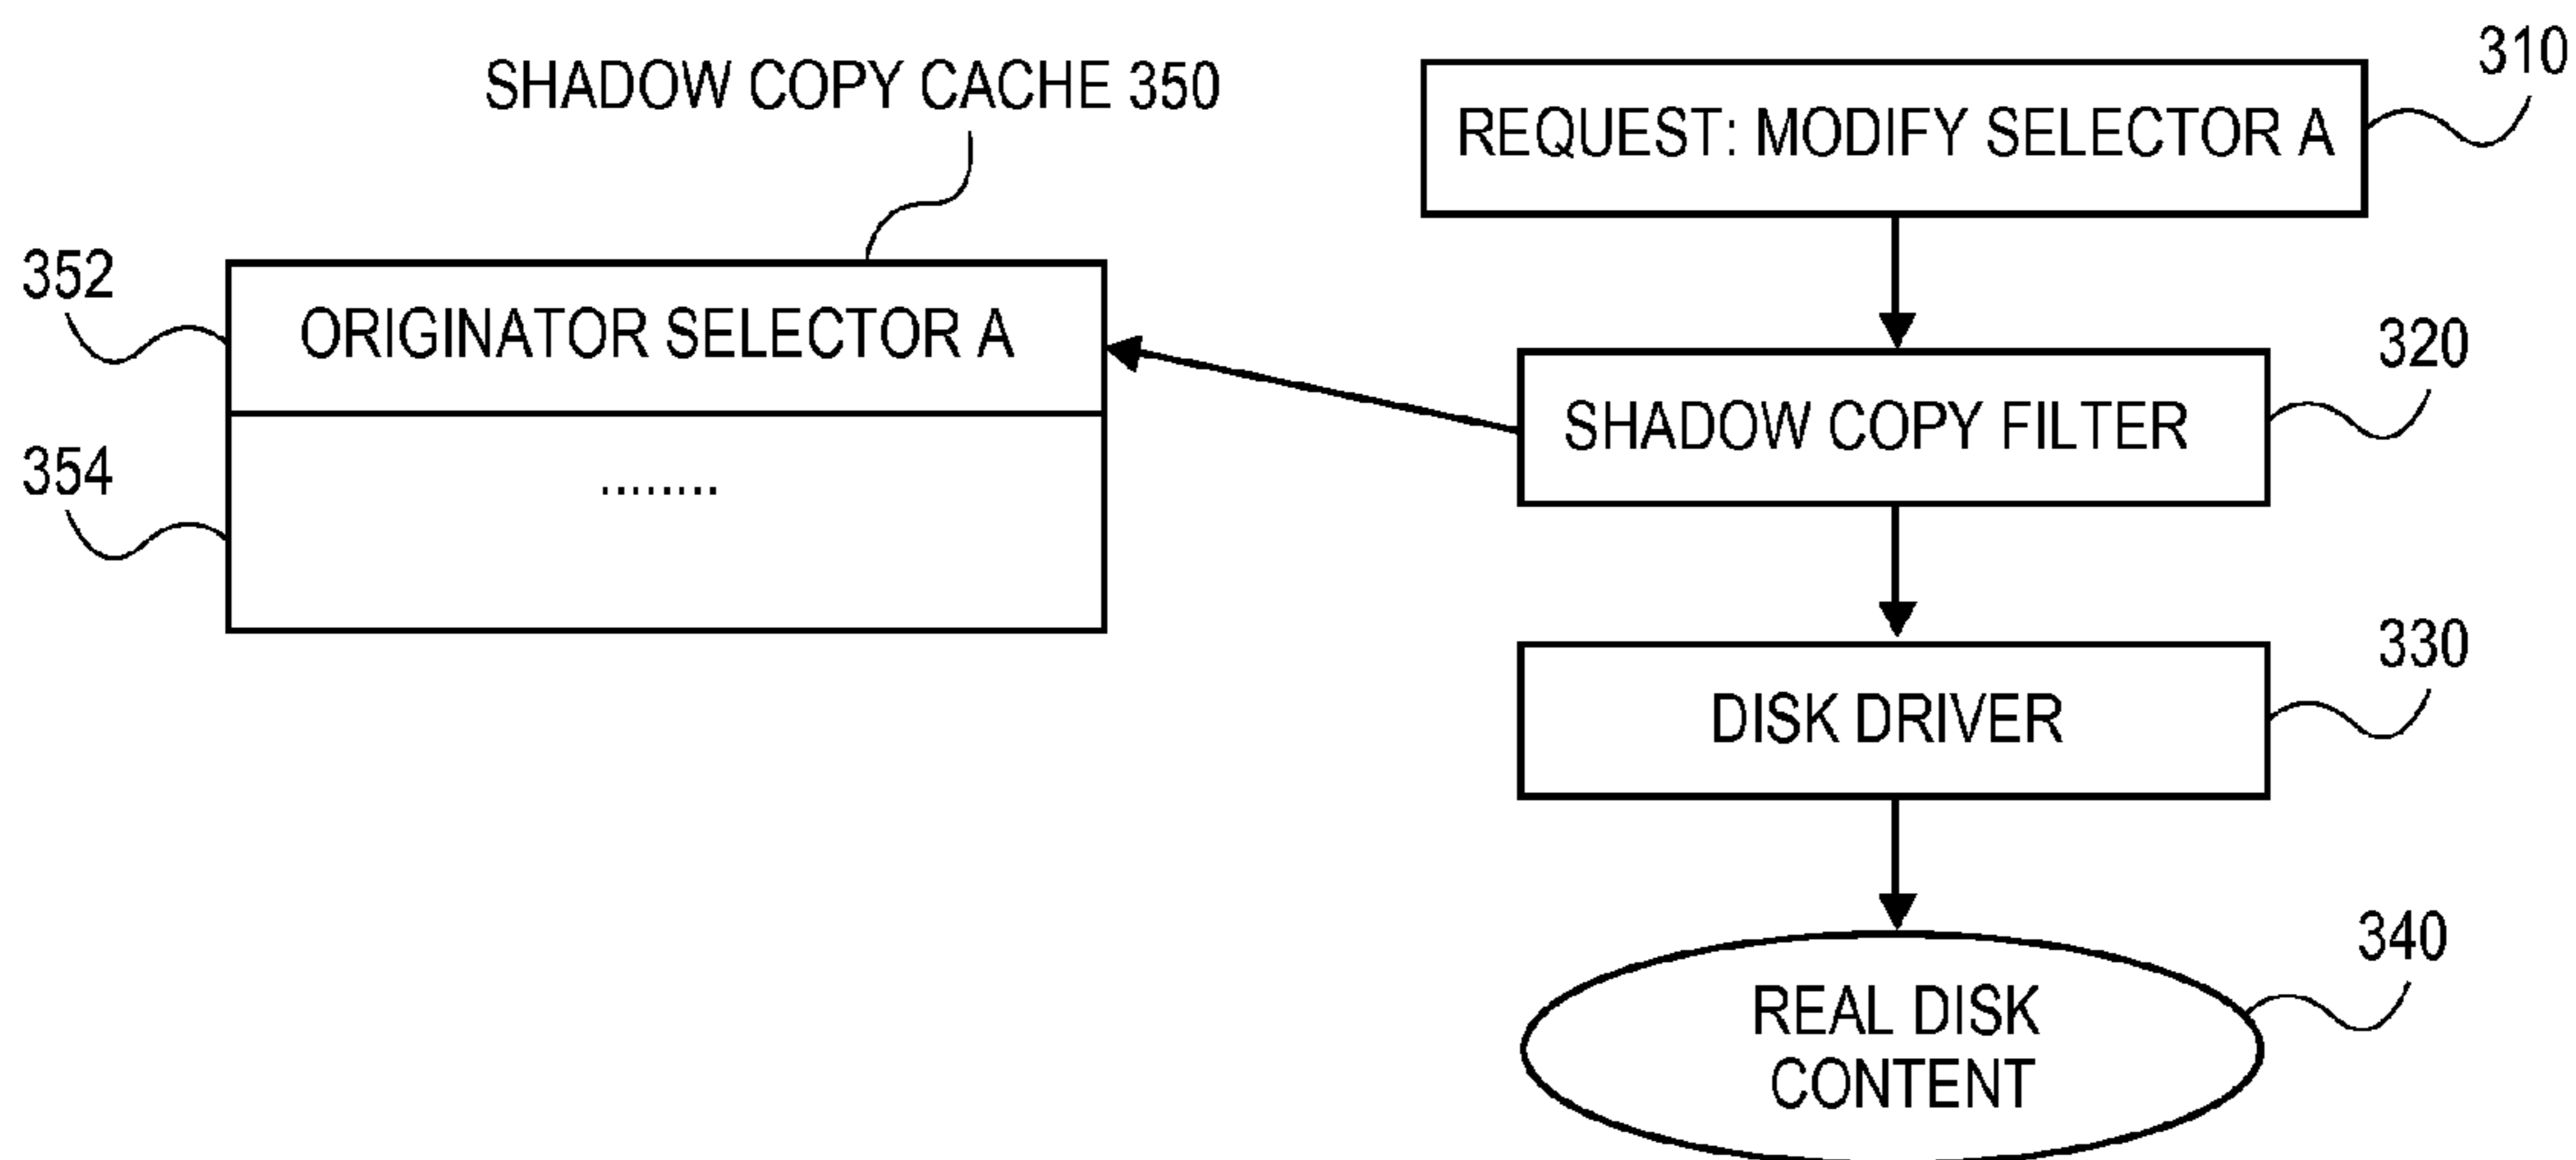 310
SHADOW COPY CACHE 350
REQUEST: MODIFY SELECTOR A
352
ORIGINATOR SELECTOR A
320
SHADOW COPY FILTER
354
........
330
DISK DRIVER
340
REAL DISK
CONTENT